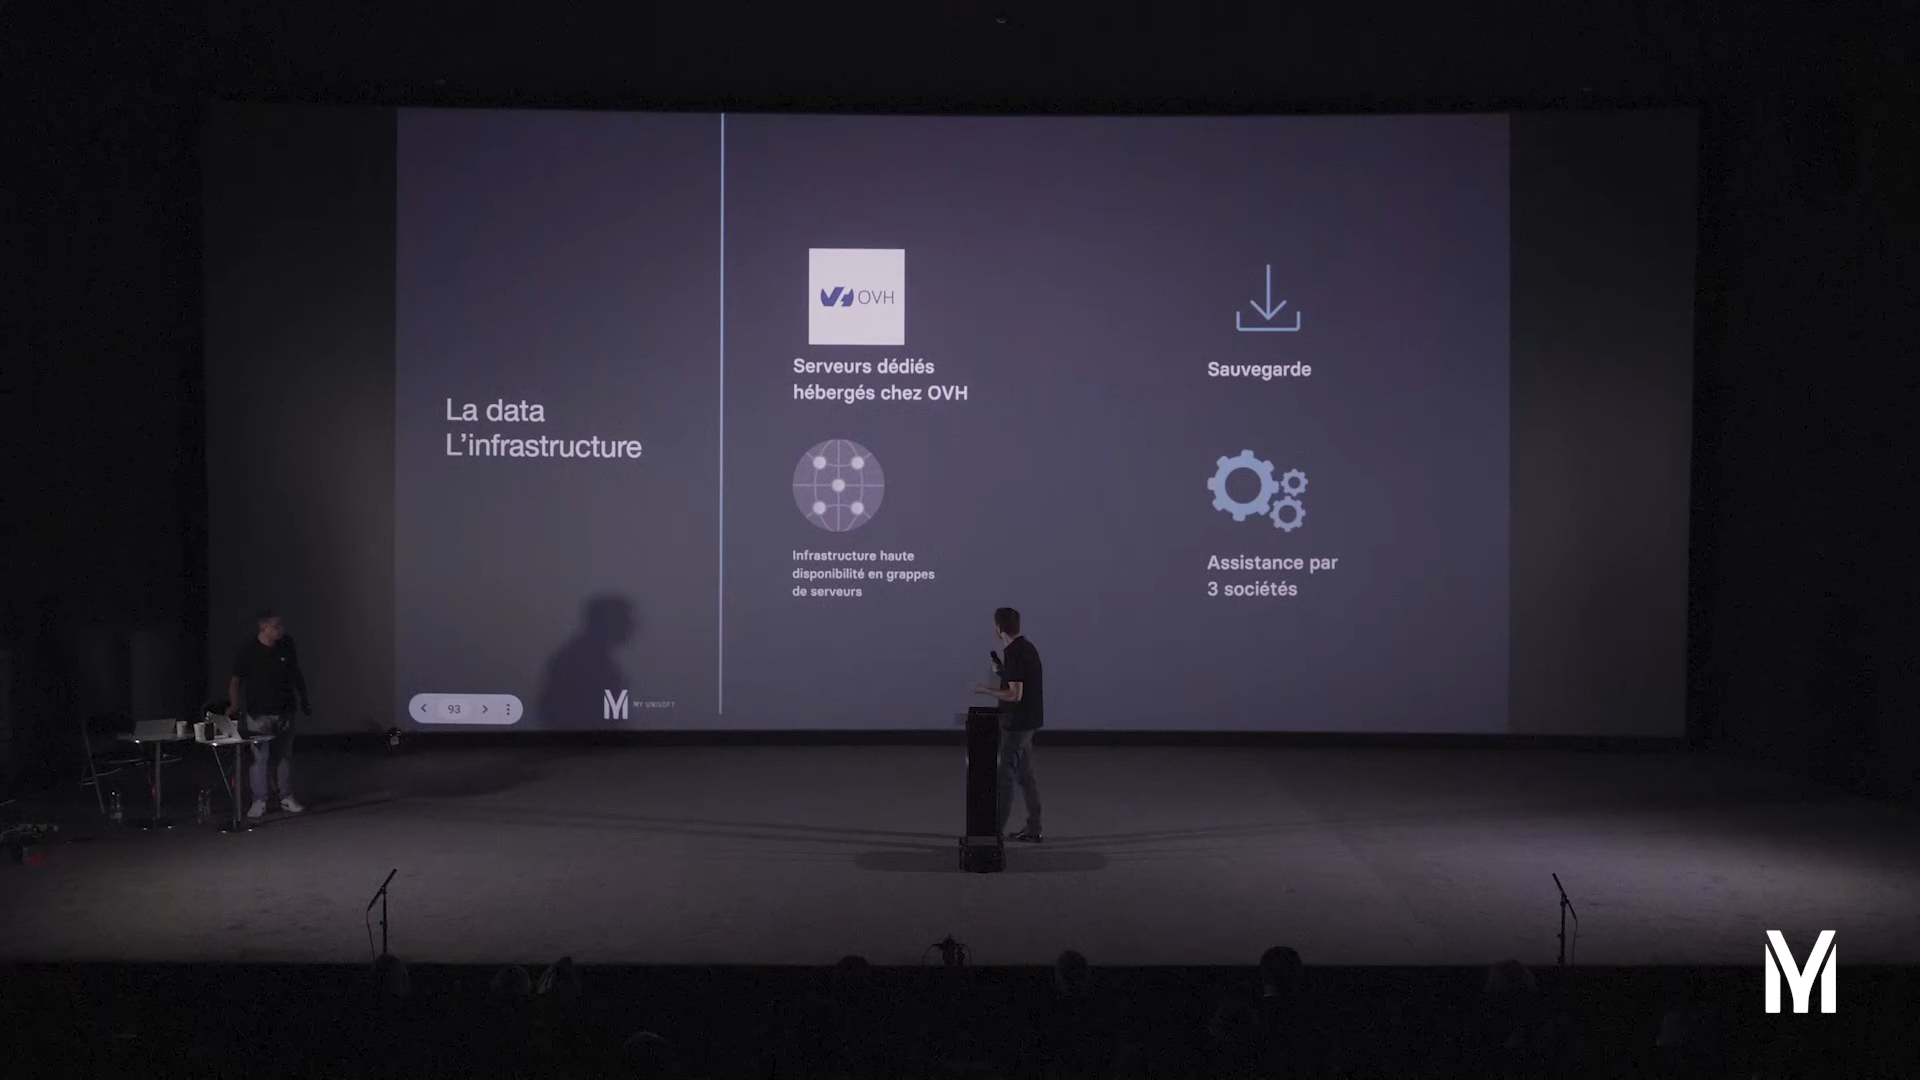 La data
L'infrastructure
OVH
Serveurs dédiés
hébergés chez OVH
Infrastructure haute
disponibilité en grappes
de serveurs
Sauvegarde
Assistance par
3 sociétés
93
MY UNISOFT